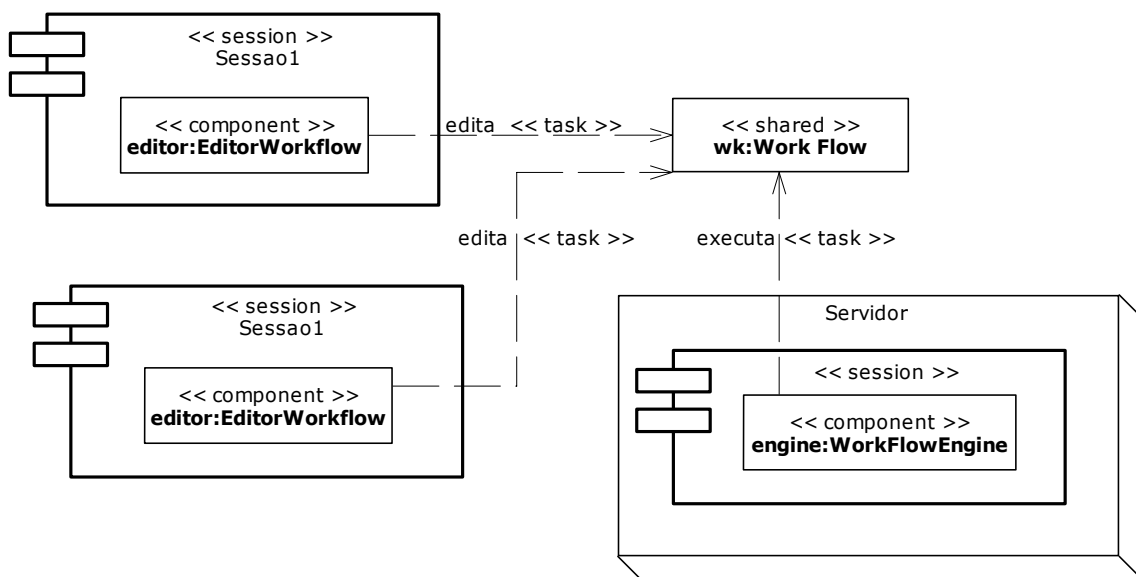 << session >>
Sessao1
<< component >>
editor:EditorWorkflow
edita << task >>
<< shared >>
wk:Work Flow
edita << task >>
executa << task >>
<< session >>
Sessao1
<< component >>
editor:EditorWorkflow
Servidor
<< session >>
<< component >>
engine:WorkFlowEngine